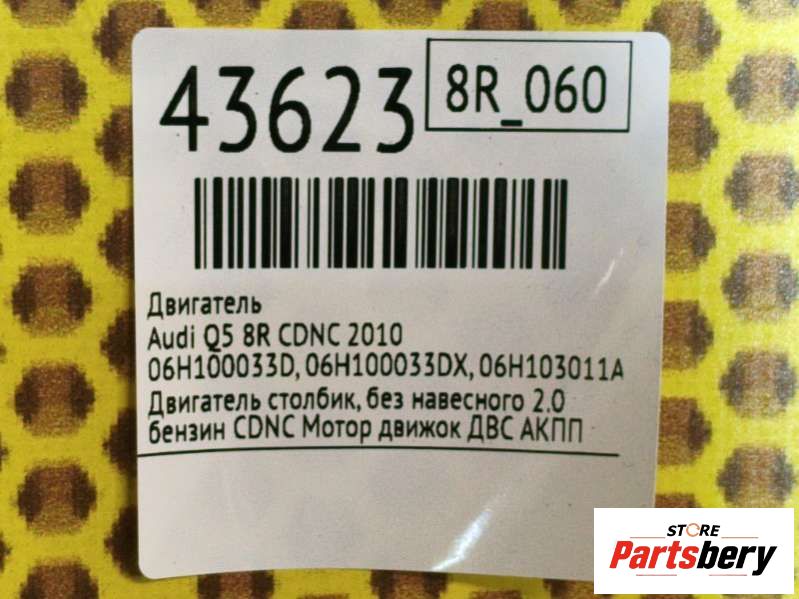 43623
8R_060
Двигатель
Audi Q5 8R CDNC 2010
06H100033D, 06H100033DX, 06H103011A
Двигатель столбик, без навесного 2.0
бензин CDNC Мотор движок ДВС АКПП
STORE
Partsbery